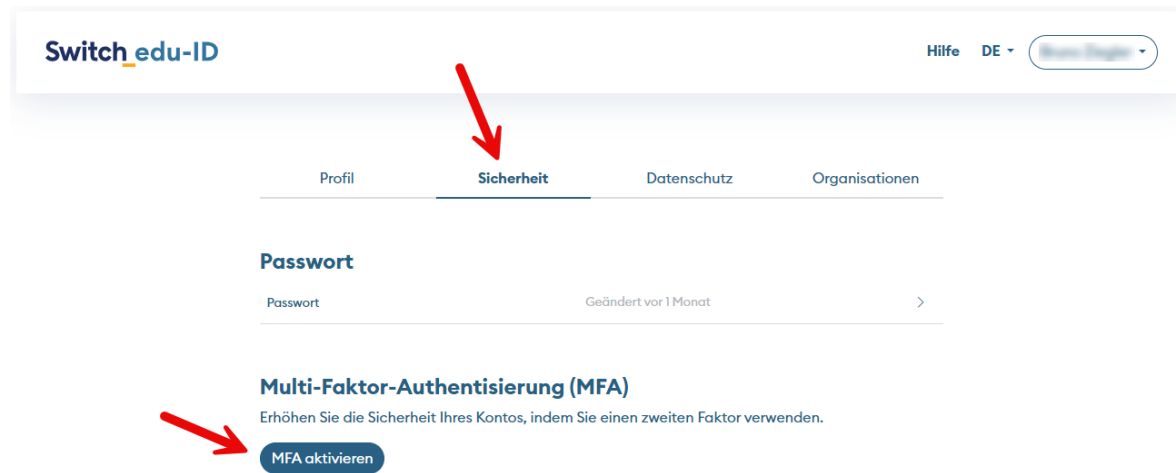 Switch edu-ID
Hilfe DE
Profil Sicherheit Datenschutz Organisationen
Passwort
Passwort Geändert vor 1 Monat
Multi-Faktor-Authentisierung (MFA)
Erhöhen Sie die Sicherheit Ihres Kontos, indem Sie einen zweiten Faktor verwenden.
MFA aktivieren